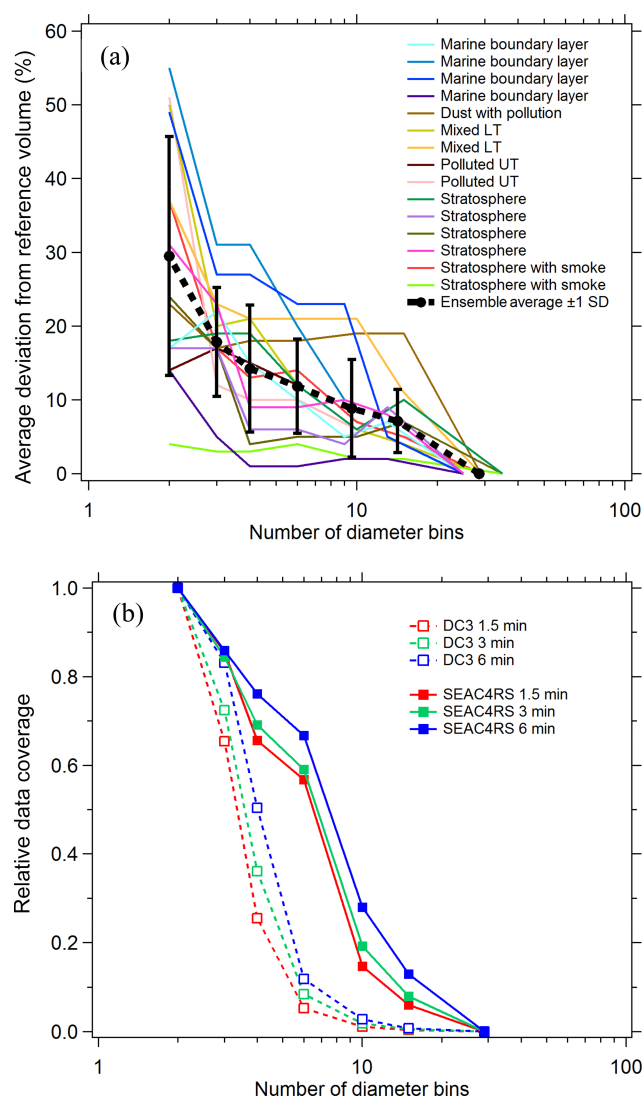 (a)
Average deviation from reference volume (%)
60
50
40
30
20
10
0
Marine boundary layer
Marine boundary layer
Marine boundary layer
Marine boundary layer
Dust with pollution
Mixed LT
Mixed LT
Polluted UT
Polluted UT
Stratosphere
Stratosphere
Stratosphere
Stratosphere
Stratosphere with smoke
Stratosphere with smoke
Ensemble average ±1 SD
1
10
100
Number of diameter bins
(b)
Relative data coverage
1.0
0.8
0.6
0.4
0.2
0.0
DC3 1.5 min
DC3 3 min
DC3 6 min
SEAC4RS 1.5 min
SEAC4RS 3 min
SEAC4RS 6 min
1
10
100
Number of diameter bins